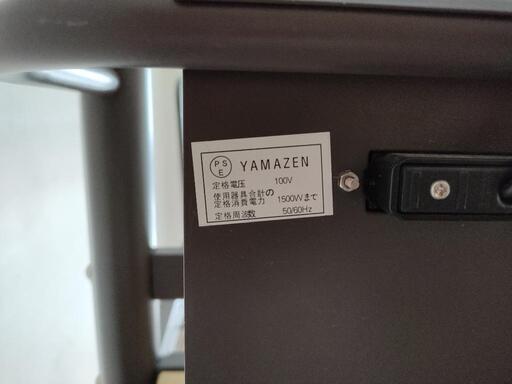 PS
E
YAMAZEN
定格電圧 100V
使用器具合計の
定格消費電力 1500Wまで
定格周波数 50/60Hz